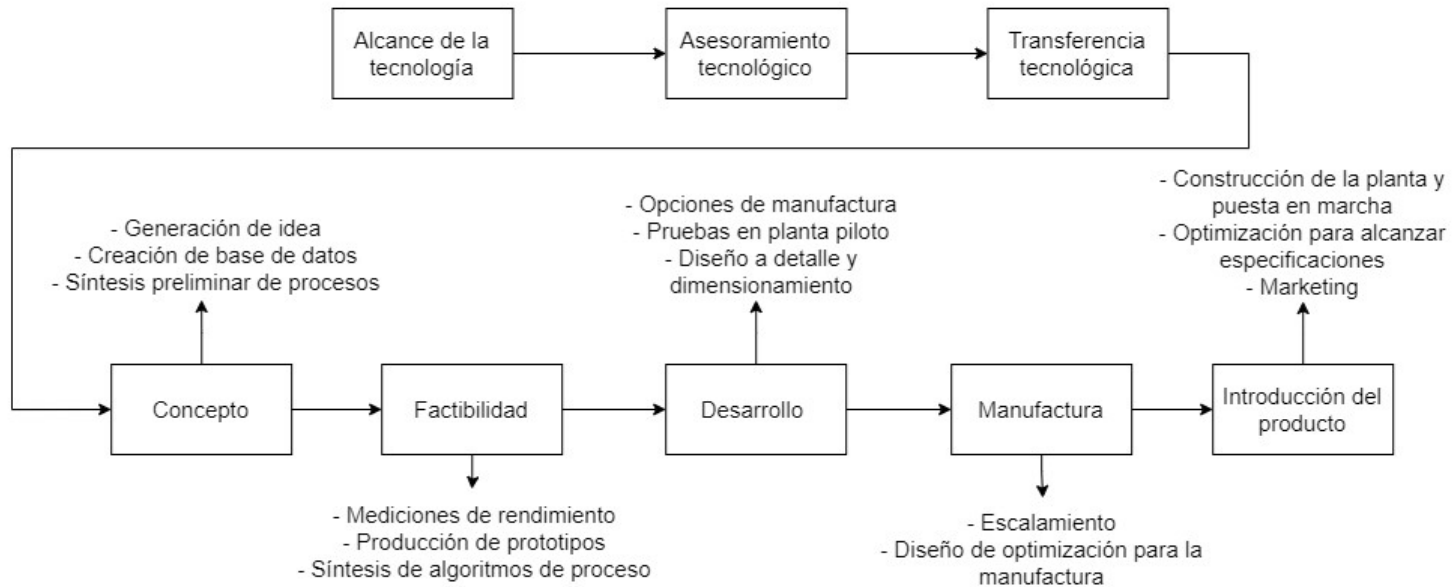 Alcance de la
tecnología
Asesoramiento
tecnológico
Transferencia
tecnológica
- Generación de idea
- Creación de base de datos
- Síntesis preliminar de procesos
- Opciones de manufactura
- Pruebas en planta piloto
- Diseño a detalle y
dimensionamiento
- Construcción de la planta y
puesta en marcha
- Optimización para alcanzar
especificaciones
- Marketing
Concepto
Factibilidad
Desarrollo
Manufactura
Introducción del
producto
- Mediciones de rendimiento
- Producción de prototipos
- Síntesis de algoritmos de proceso
- Escalamiento
- Diseño de optimización para la
manufactura